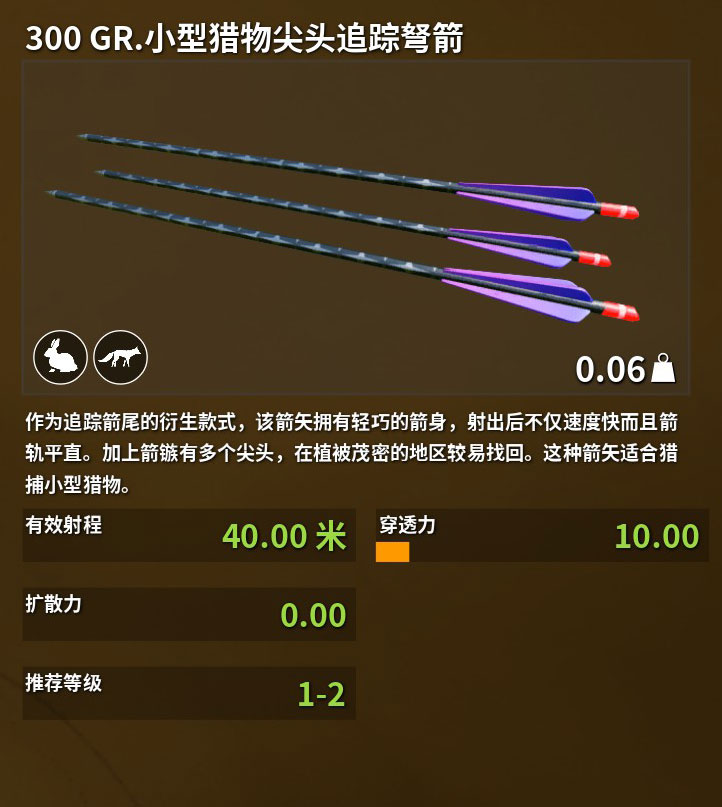 300 GR.小型猎物尖头追踪弩箭
0.06
作为追踪箭尾的衍生款式，该箭矢拥有轻巧的箭身，射出后不仅速度快而且箭
轨平直。加上箭镞有多个尖头，在植被茂密的地区较易找回。这种箭矢适合猎
捕小型猎物。
有效射程
40.00 米
穿透力
10.00
扩散力
0.00
推荐等级
1-2